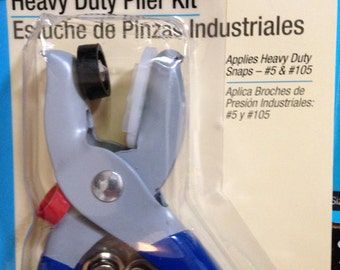 Heavy Duty Plier Kit
Estuche de Pinzas Industriales
Applies Heavy Duty
Snaps – #5 & #105
Aplica Broches de
Presión Industriales:
#5 y #105